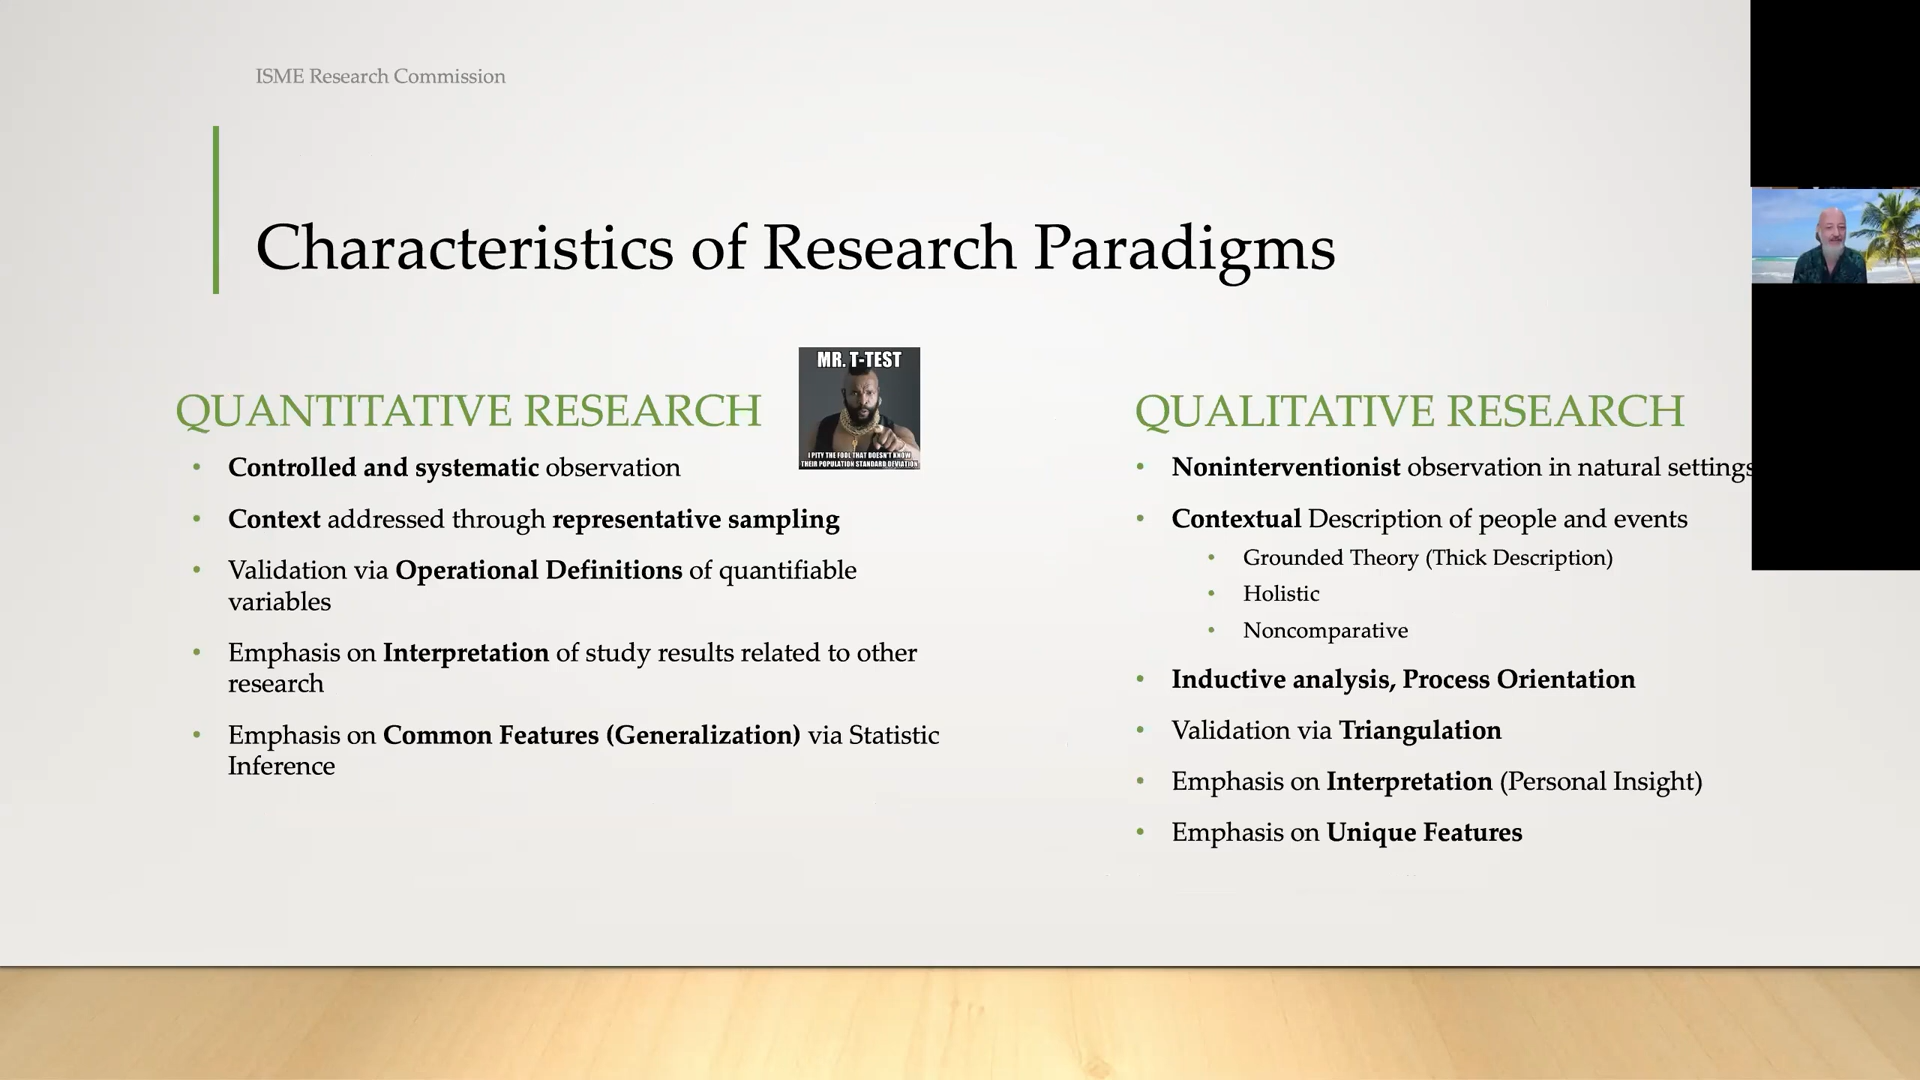 ISME Research Commission
Characteristics of Research Paradigms
QUANTITATIVE RESEARCH
MR. T-TEST
I PITY THE FOOL THAT DOESN'T KNOW
THEIR POPULATION STANDARD DEVIATION
• Controlled and systematic observation
• Context addressed through representative sampling
• Validation via Operational Definitions of quantifiable
variables
• Emphasis on Interpretation of study results related to other
research
• Emphasis on Common Features (Generalization) via Statistic
Inference
QUALITATIVE RESEARCH
• Noninterventionist observation in natural settings
• Contextual Description of people and events
• Grounded Theory (Thick Description)
• Holistic
• Noncomparative
• Inductive analysis, Process Orientation
• Validation via Triangulation
• Emphasis on Interpretation (Personal Insight)
• Emphasis on Unique Features